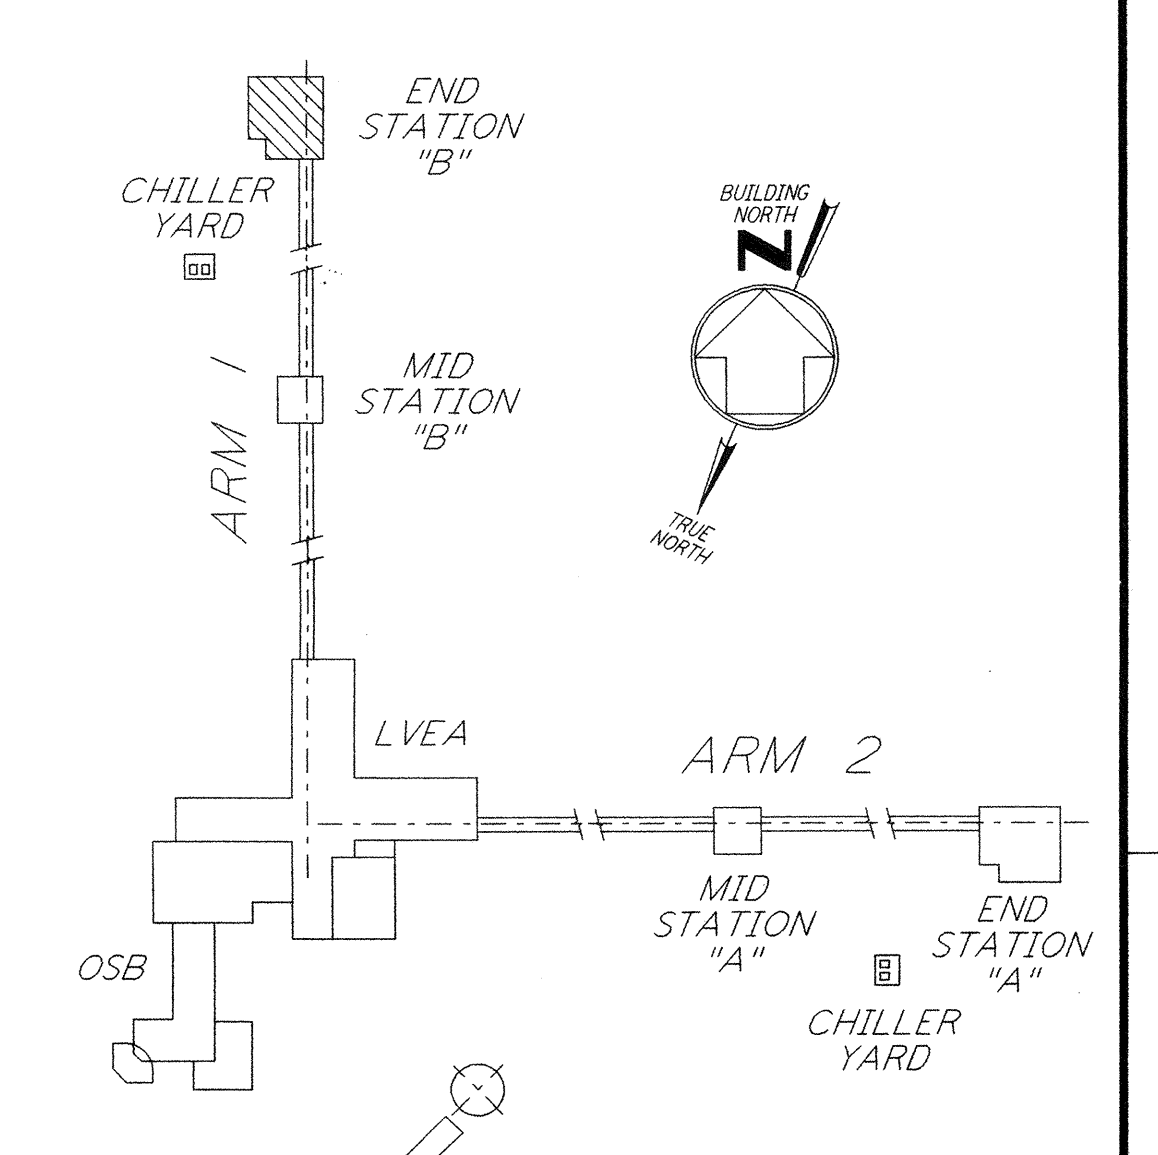 END
STATION
"B"
CHILLER
YARD
BUILDING
NORTH
N
ARM 1
MID
STATION
"B"
TRUE
NORTH
LVEA
ARM 2
MID
STATION
"A"
END
STATION
"A"
OSB
CHILLER
YARD